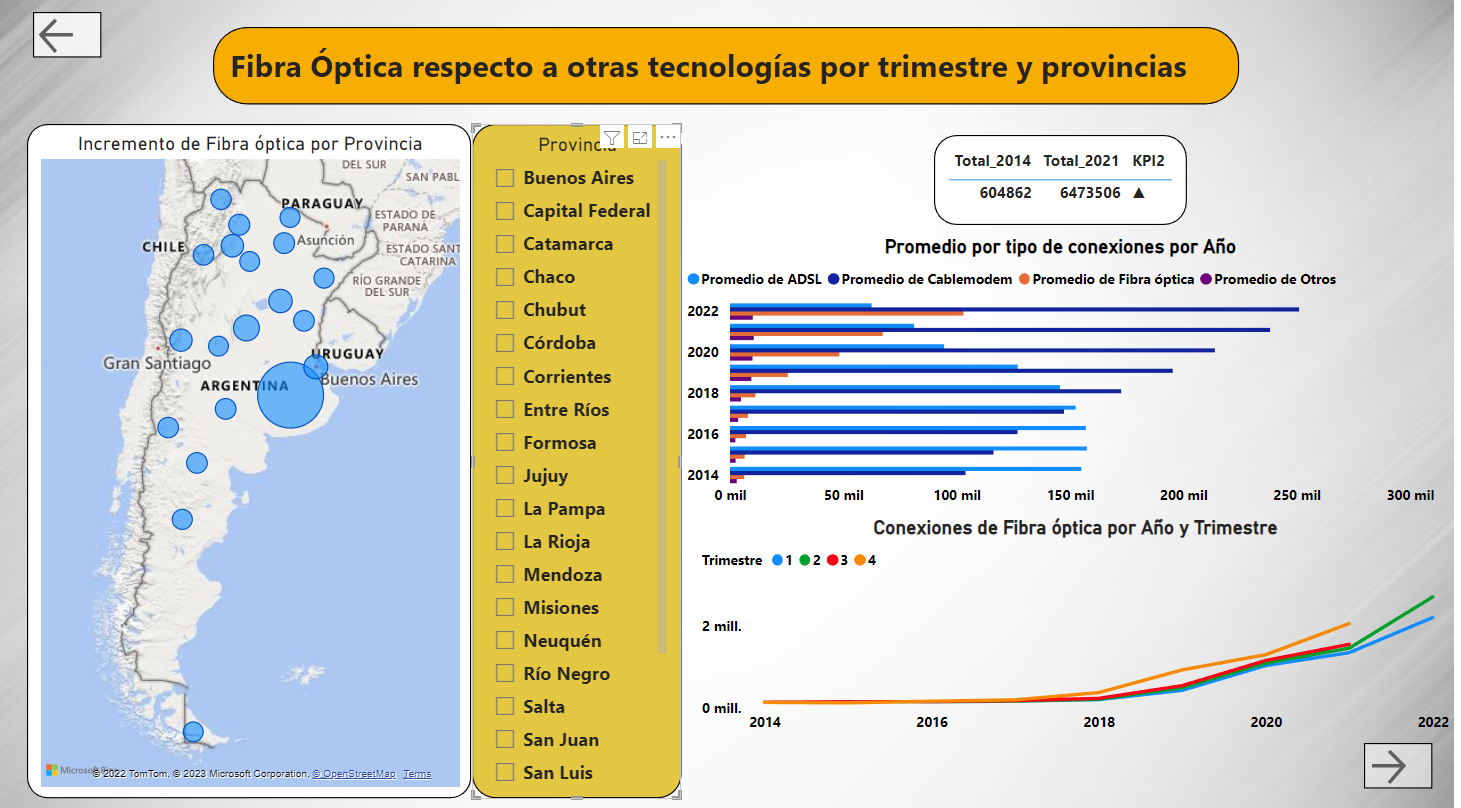 Fibra Óptica respecto a otras tecnologías por trimestre y provincias
Incremento de Fibra óptica por Provincia
DEL SUR
SAN PABL
PARAGUAY
ESTADO DE
PARANÁ
CHILE
Asunción
ESTADO SANT
CATARINA
RÍO GRANDE
DEL SUR
URUGUAY
Gran Santiago
Buenos Aires
ARGENTINA
Microsoft Bing
© 2022 TomTom, © 2023 Microsoft Corporation, © OpenStreetMap Terms
Provincia
Buenos Aires
Capital Federal
Catamarca
Chaco
Chubut
Córdoba
Corrientes
Entre Ríos
Formosa
Jujuy
La Pampa
La Rioja
Mendoza
Misiones
Neuquén
Río Negro
Salta
San Juan
San Luis
Total_2014 Total_2021 KPI2
604862 6473506 ▲
Promedio por tipo de conexiones por Año
Promedio de ADSL Promedio de Cablemodem Promedio de Fibra óptica Promedio de Otros
2022
2020
2018
2016
2014
0 mil 50 mil 100 mil 150 mil 200 mil 250 mil 300 mil
Conexiones de Fibra óptica por Año y Trimestre
Trimestre 1 2 3 4
2 mill.
0 mill.
2014 2016 2018 2020 2022